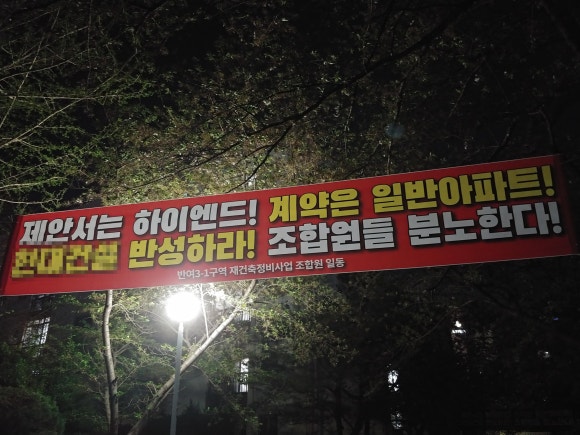 제안서는 하이엔드! 계약은 일반아파트!
반성하라! 조합원들 분노한다!
반여3-1구역 재건축정비사업 조합원 일동